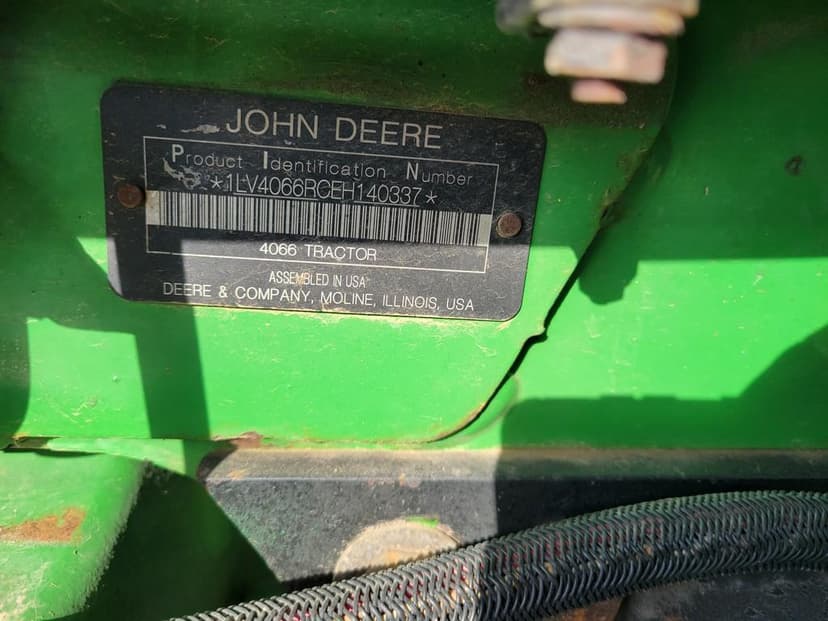 JOHN DEERE
Product Identification Number
*1LV4066RCEH140337*
4066 TRACTOR
ASSEMBLED IN USA
DEERE & COMPANY, MOLINE, ILLINOIS, USA